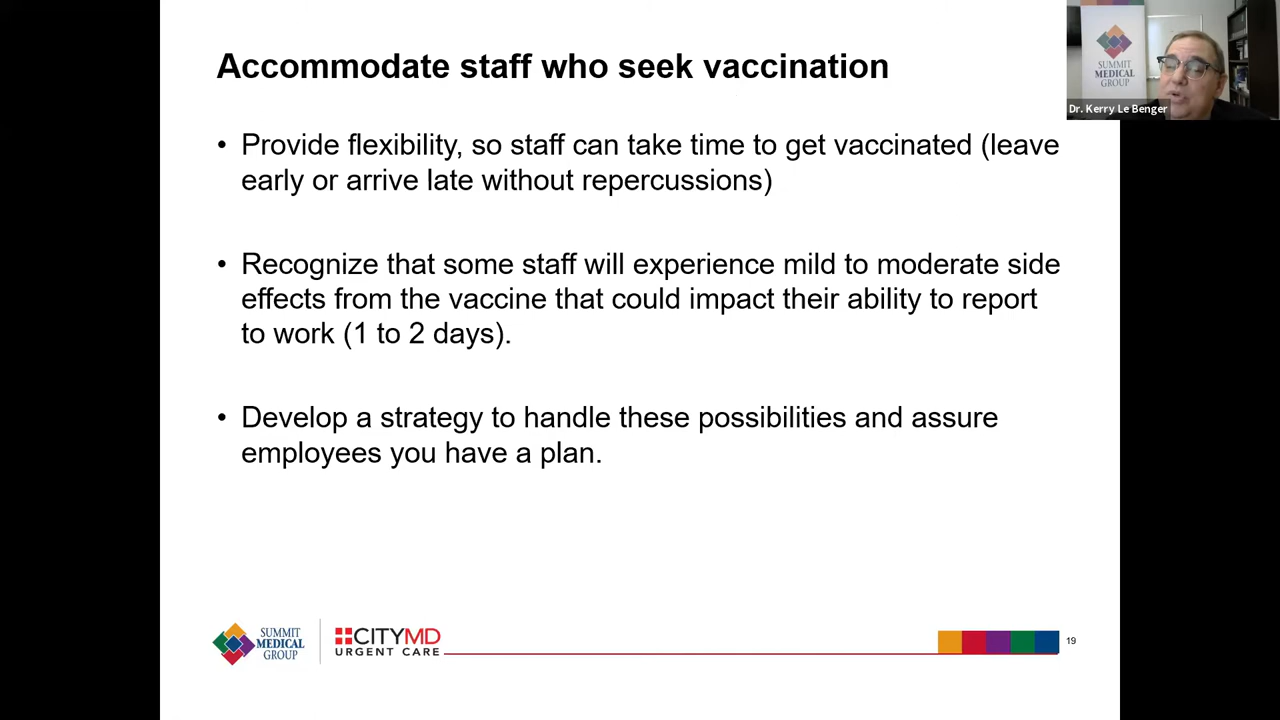 Accommodate staff who seek vaccination
SUMMIT
MEDICAL
GROUP
Dr. Kerry Le Benger
• Provide flexibility, so staff can take time to get vaccinated (leave
early or arrive late without repercussions)
• Recognize that some staff will experience mild to moderate side
effects from the vaccine that could impact their ability to report
to work (1 to 2 days).
• Develop a strategy to handle these possibilities and assure
employees you have a plan.
SUMMIT
MEDICAL
GROUP
CITYMD
URGENT CARE
19